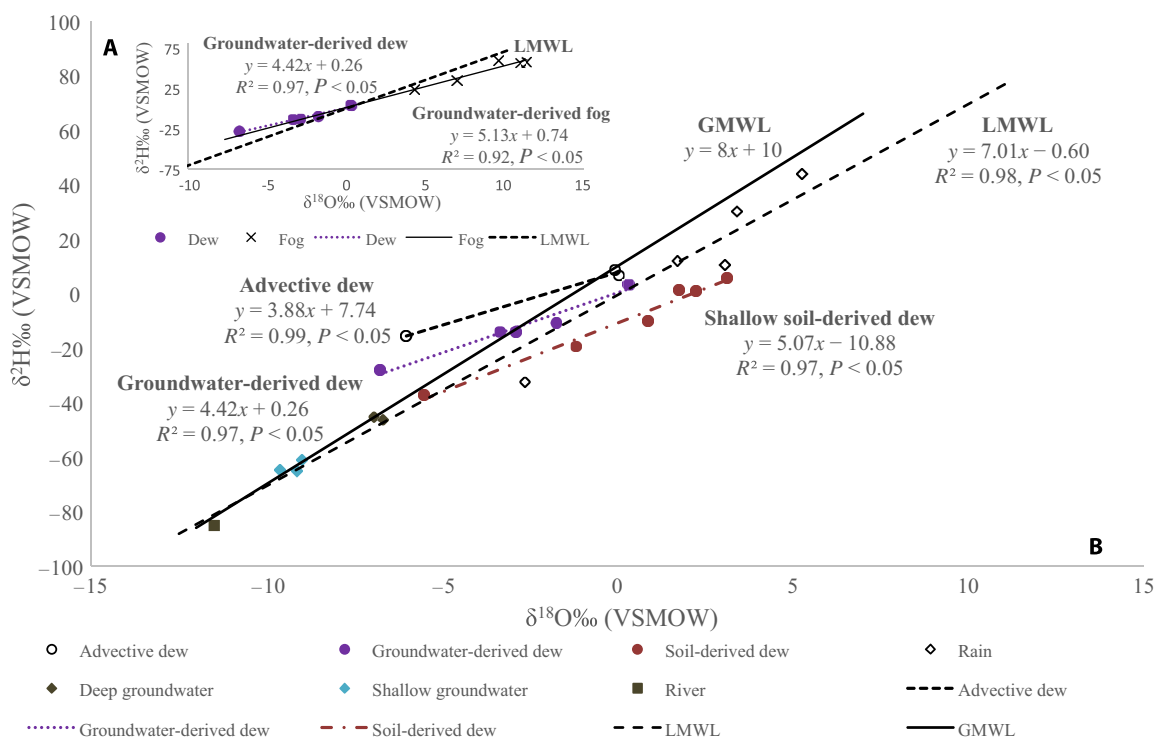 A
Groundwater-derived dew
y = 4.42x + 0.26
R² = 0.97, P < 0.05
LMWL
Groundwater-derived fog
y = 5.13x + 0.74
R² = 0.92, P < 0.05
δ²H‰ (VSMOW)
75
25
-25
-75
-10
-5
0
5
10
15
δ¹⁸O‰ (VSMOW)
Dew
Fog
Dew
Fog
LMWL
GMWL
y = 8x + 10
LMWL
y = 7.01x – 0.60
R² = 0.98, P < 0.05
Advective dew
y = 3.88x + 7.74
R² = 0.99, P < 0.05
Shallow soil-derived dew
y = 5.07x – 10.88
R² = 0.97, P < 0.05
Groundwater-derived dew
y = 4.42x + 0.26
R² = 0.97, P < 0.05
B
δ²H‰ (VSMOW)
100
80
60
40
20
0
–20
–40
–60
–80
–100
–15
–10
–5
0
5
10
15
δ¹⁸O‰ (VSMOW)
Advective dew
Groundwater-derived dew
Soil-derived dew
Rain
Deep groundwater
Shallow groundwater
River
Advective dew
Groundwater-derived dew
Soil-derived dew
LMWL
GMWL